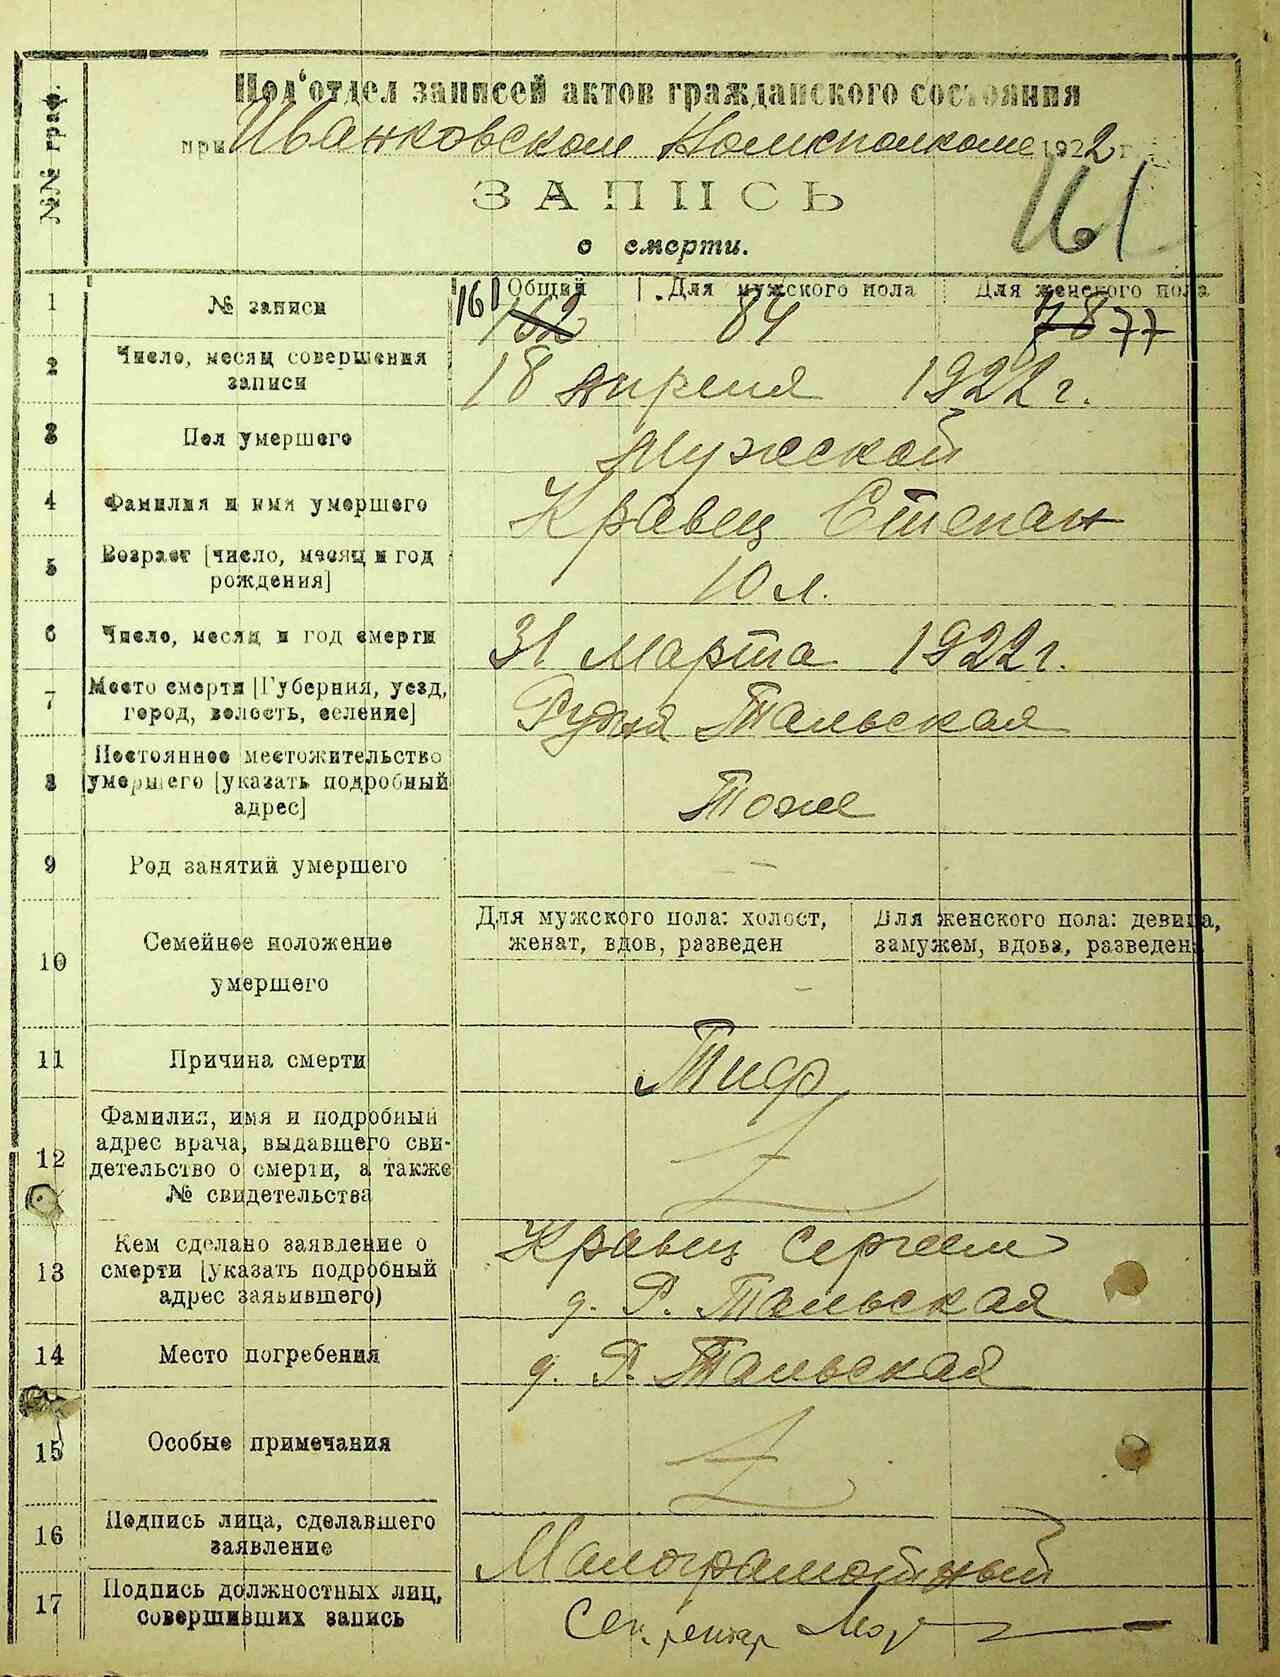 №№ граф.
Под'отдел записей актов гражданского состояния
при Иванковском Волисполкоме 1922 г.
ЗАПИСЬ
161
о смерти.
1
№ записи
Общий
Для мужского пола
Для женского пола
161 162
84
78 77
2
Число, месяц совершения
записи
18 апреля 1922 г.
3
Пол умершего
Мужской
4
Фамилия и имя умершего
Кравец Степан
5
Возраст [число, месяц и год
рождения]
10 л.
6
Число, месяц и год смерти
31 Марта 1922 г.
7
Место смерти [Губерния, уезд,
город, волость, селение]
Рудня Тальская
8
Постоянное местожительство
умершего [указать подробный
адрес]
Тоже
9
Род занятий умершего
—
10
Семейное положение
умершего
Для мужского пола: холост,
женат, вдов, разведен
Для женского пола: девица,
замужем, вдова, разведена
—
11
Причина смерти
Тиф
12
Фамилия, имя и подробный
адрес врача, выдавшего сви-
детельство о смерти, а также
№ свидетельства
13
Кем сделано заявление о
смерти [указать подробный
адрес заявившего)
Кравец Сергеем
д. Р. Тальская
14
Место погребения
д. Р. Тальская
15
Особые примечания
16
Подпись лица, сделавшего
заявление
Малограмотный
17
Подпись должностных лиц,
совершивших запись
Секретар